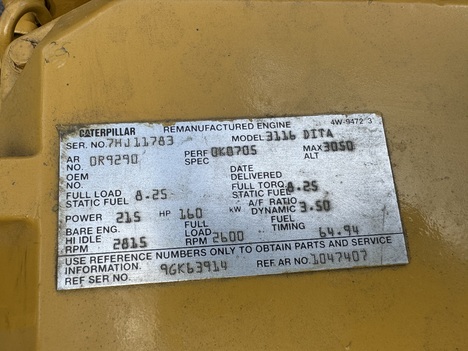 CATERPILLAR REMANUFACTURED ENGINE 4W-9472 3
SER. NO. 7HJ11783 MODEL 3116 DITA
AR NO. 0R9290 PERF SPEC 0K8705 MAX ALT 3050
OEM NO. DATE DELIVERED
FULL LOAD STATIC FUEL 8.25 FULL TORQ STATIC FUEL 8.25
POWER 215 HP 160 kW A/F RATIO DYNAMIC 3.50
BARE ENG. HI IDLE RPM 2815 FULL LOAD RPM 2600 FUEL TIMING 64.94
USE REFERENCE NUMBERS ONLY TO OBTAIN PARTS AND SERVICE
INFORMATION.
REF SER NO. 9GK63914 REF. AR NO. 1047407